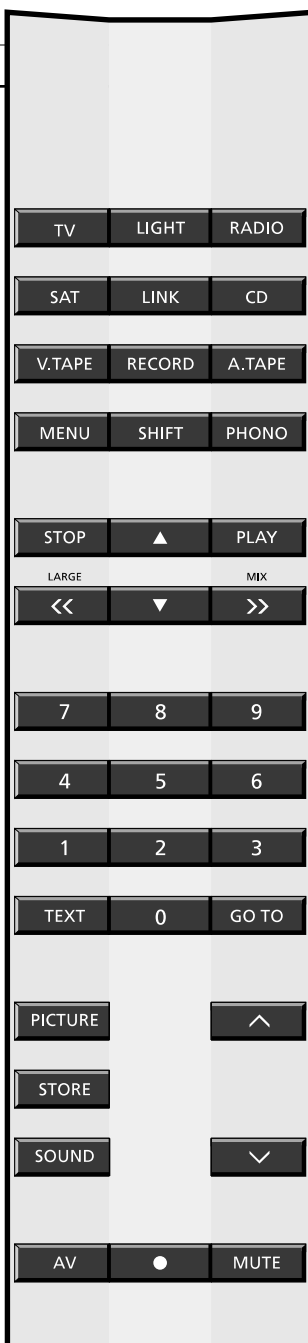 TV LIGHT RADIO
SAT LINK CD
V.TAPE RECORD A.TAPE
MENU SHIFT PHONO
STOP ▲ PLAY
LARGE MIX
<< ▼ >>
7 8 9
4 5 6
1 2 3
TEXT 0 GO TO
PICTURE
STORE
SOUND
AV ● MUTE